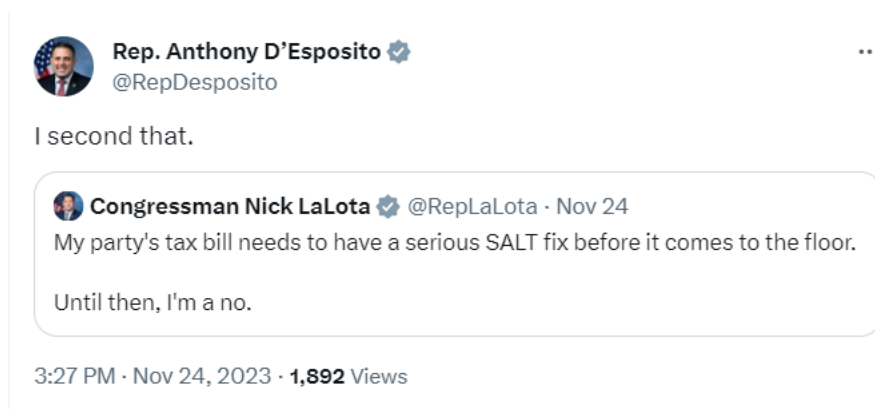 Rep. Anthony D’Esposito
@RepDesposito
I second that.
Congressman Nick LaLota @RepLaLota · Nov 24
My party's tax bill needs to have a serious SALT fix before it comes to the floor.
Until then, I'm a no.
3:27 PM · Nov 24, 2023 · 1,892 Views